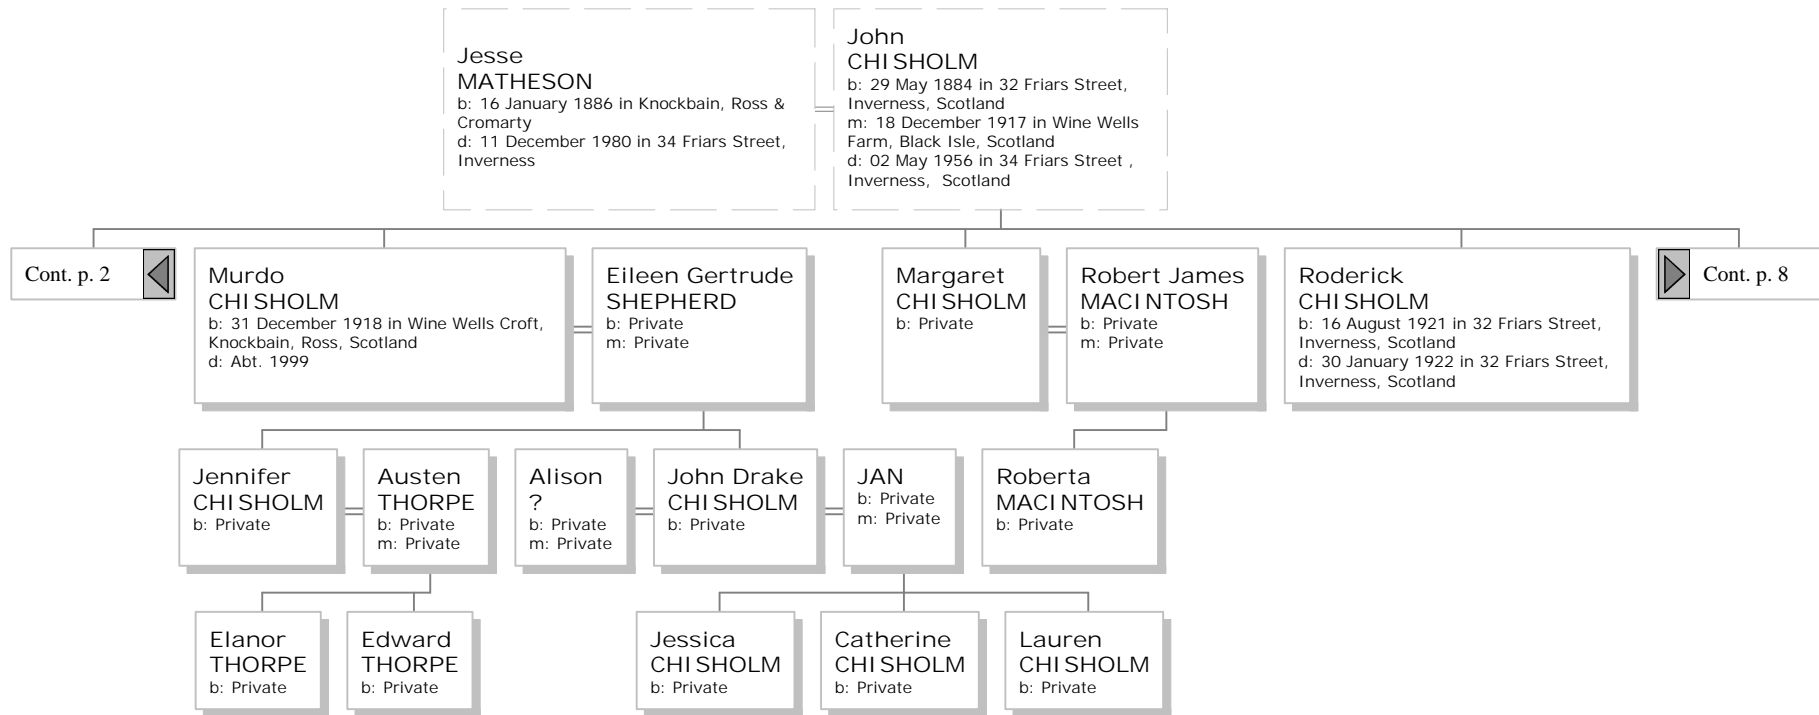 Jesse
MATHESON
b: 16 January 1886 in Knockbain, Ross &
Cromarty
d: 11 December 1980 in 34 Friars Street,
Inverness
John
CHISHOLM
b: 29 May 1884 in 32 Friars Street,
Inverness, Scotland
m: 18 December 1917 in Wine Wells
Farm, Black Isle, Scotland
d: 02 May 1956 in 34 Friars Street ,
Inverness, Scotland
Cont. p. 2
Murdo
CHISHOLM
b: 31 December 1918 in Wine Wells Croft,
Knockbain, Ross, Scotland
d: Abt. 1999
Eileen Gertrude
SHEPHERD
b: Private
m: Private
Margaret
CHISHOLM
b: Private
Robert James
MACINTOSH
b: Private
m: Private
Roderick
CHISHOLM
b: 16 August 1921 in 32 Friars Street,
Inverness, Scotland
d: 30 January 1922 in 32 Friars Street,
Inverness, Scotland
Cont. p. 8
Jennifer
CHISHOLM
b: Private
Austen
THORPE
b: Private
m: Private
Alison
?
b: Private
m: Private
John Drake
CHISHOLM
b: Private
JAN
b: Private
m: Private
Roberta
MACINTOSH
b: Private
Elanor
THORPE
b: Private
Edward
THORPE
b: Private
Jessica
CHISHOLM
b: Private
Catherine
CHISHOLM
b: Private
Lauren
CHISHOLM
b: Private